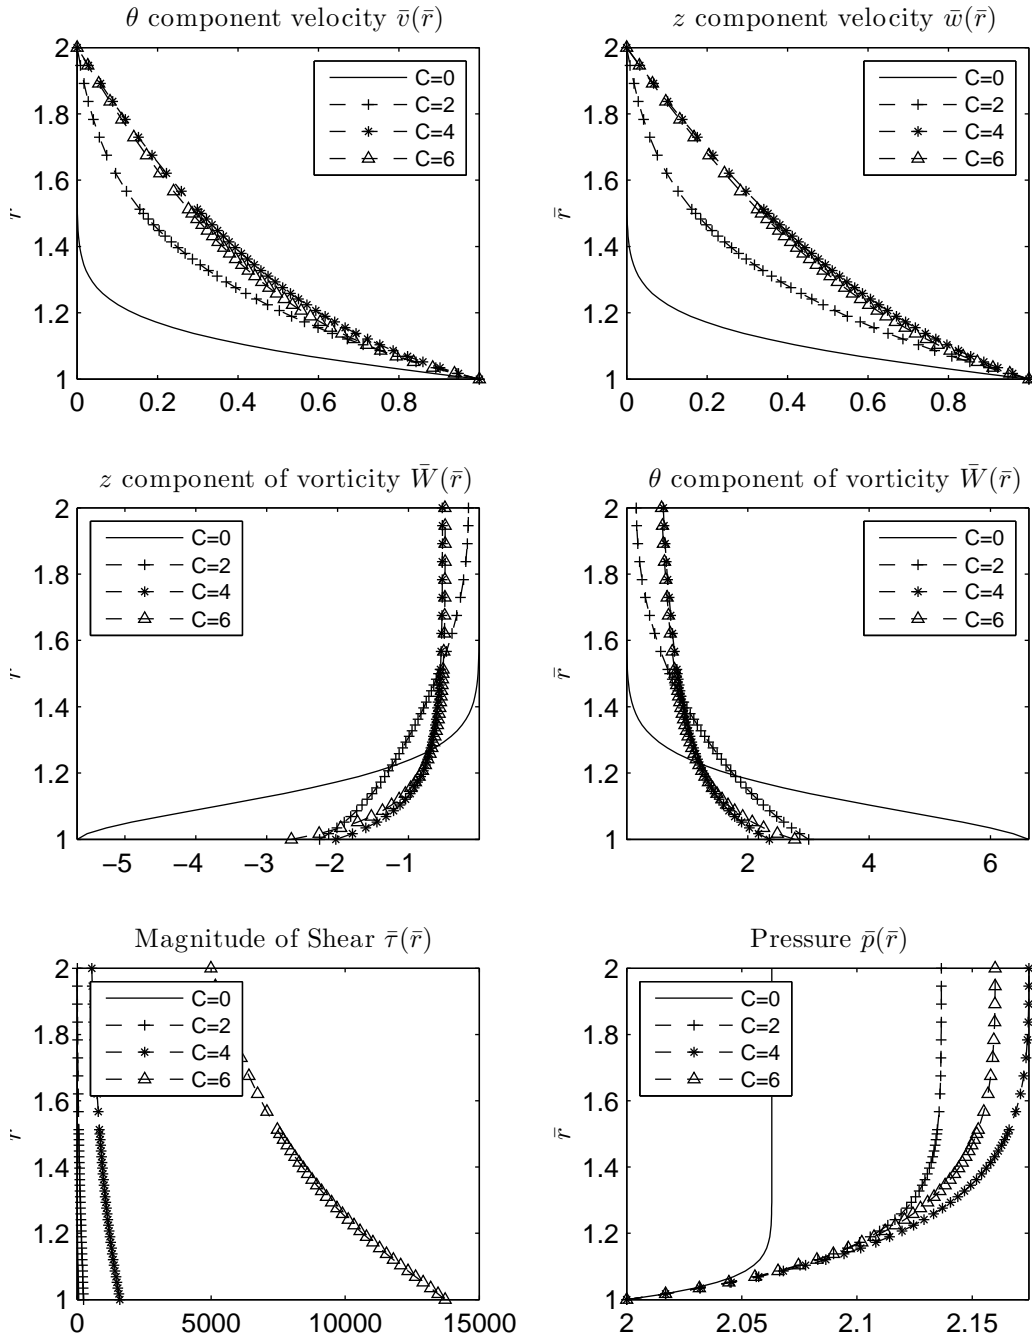 θ component velocity v̄(r̄)
2
1.8
1.6
1.4
1.2
1
r
0
0.2
0.4
0.6
0.8
C=0
C=2
C=4
C=6
z component velocity w̄(r̄)
2
1.8
1.6
1.4
1.2
1
r̄
0
0.2
0.4
0.6
0.8
C=0
C=2
C=4
C=6
z component of vorticity W̄(r̄)
2
1.8
1.6
1.4
1.2
1
r
−5
−4
−3
−2
−1
C=0
C=2
C=4
C=6
θ component of vorticity W̄(r̄)
2
1.8
1.6
1.4
1.2
1
r̄
2
4
6
C=0
C=2
C=4
C=6
Magnitude of Shear τ̄(r̄)
2
1.8
1.6
1.4
1.2
1
r
0
5000
10000
15000
C=0
C=2
C=4
C=6
Pressure p̄(r̄)
2
1.8
1.6
1.4
1.2
1
r̄
2
2.05
2.1
2.15
C=0
C=2
C=4
C=6